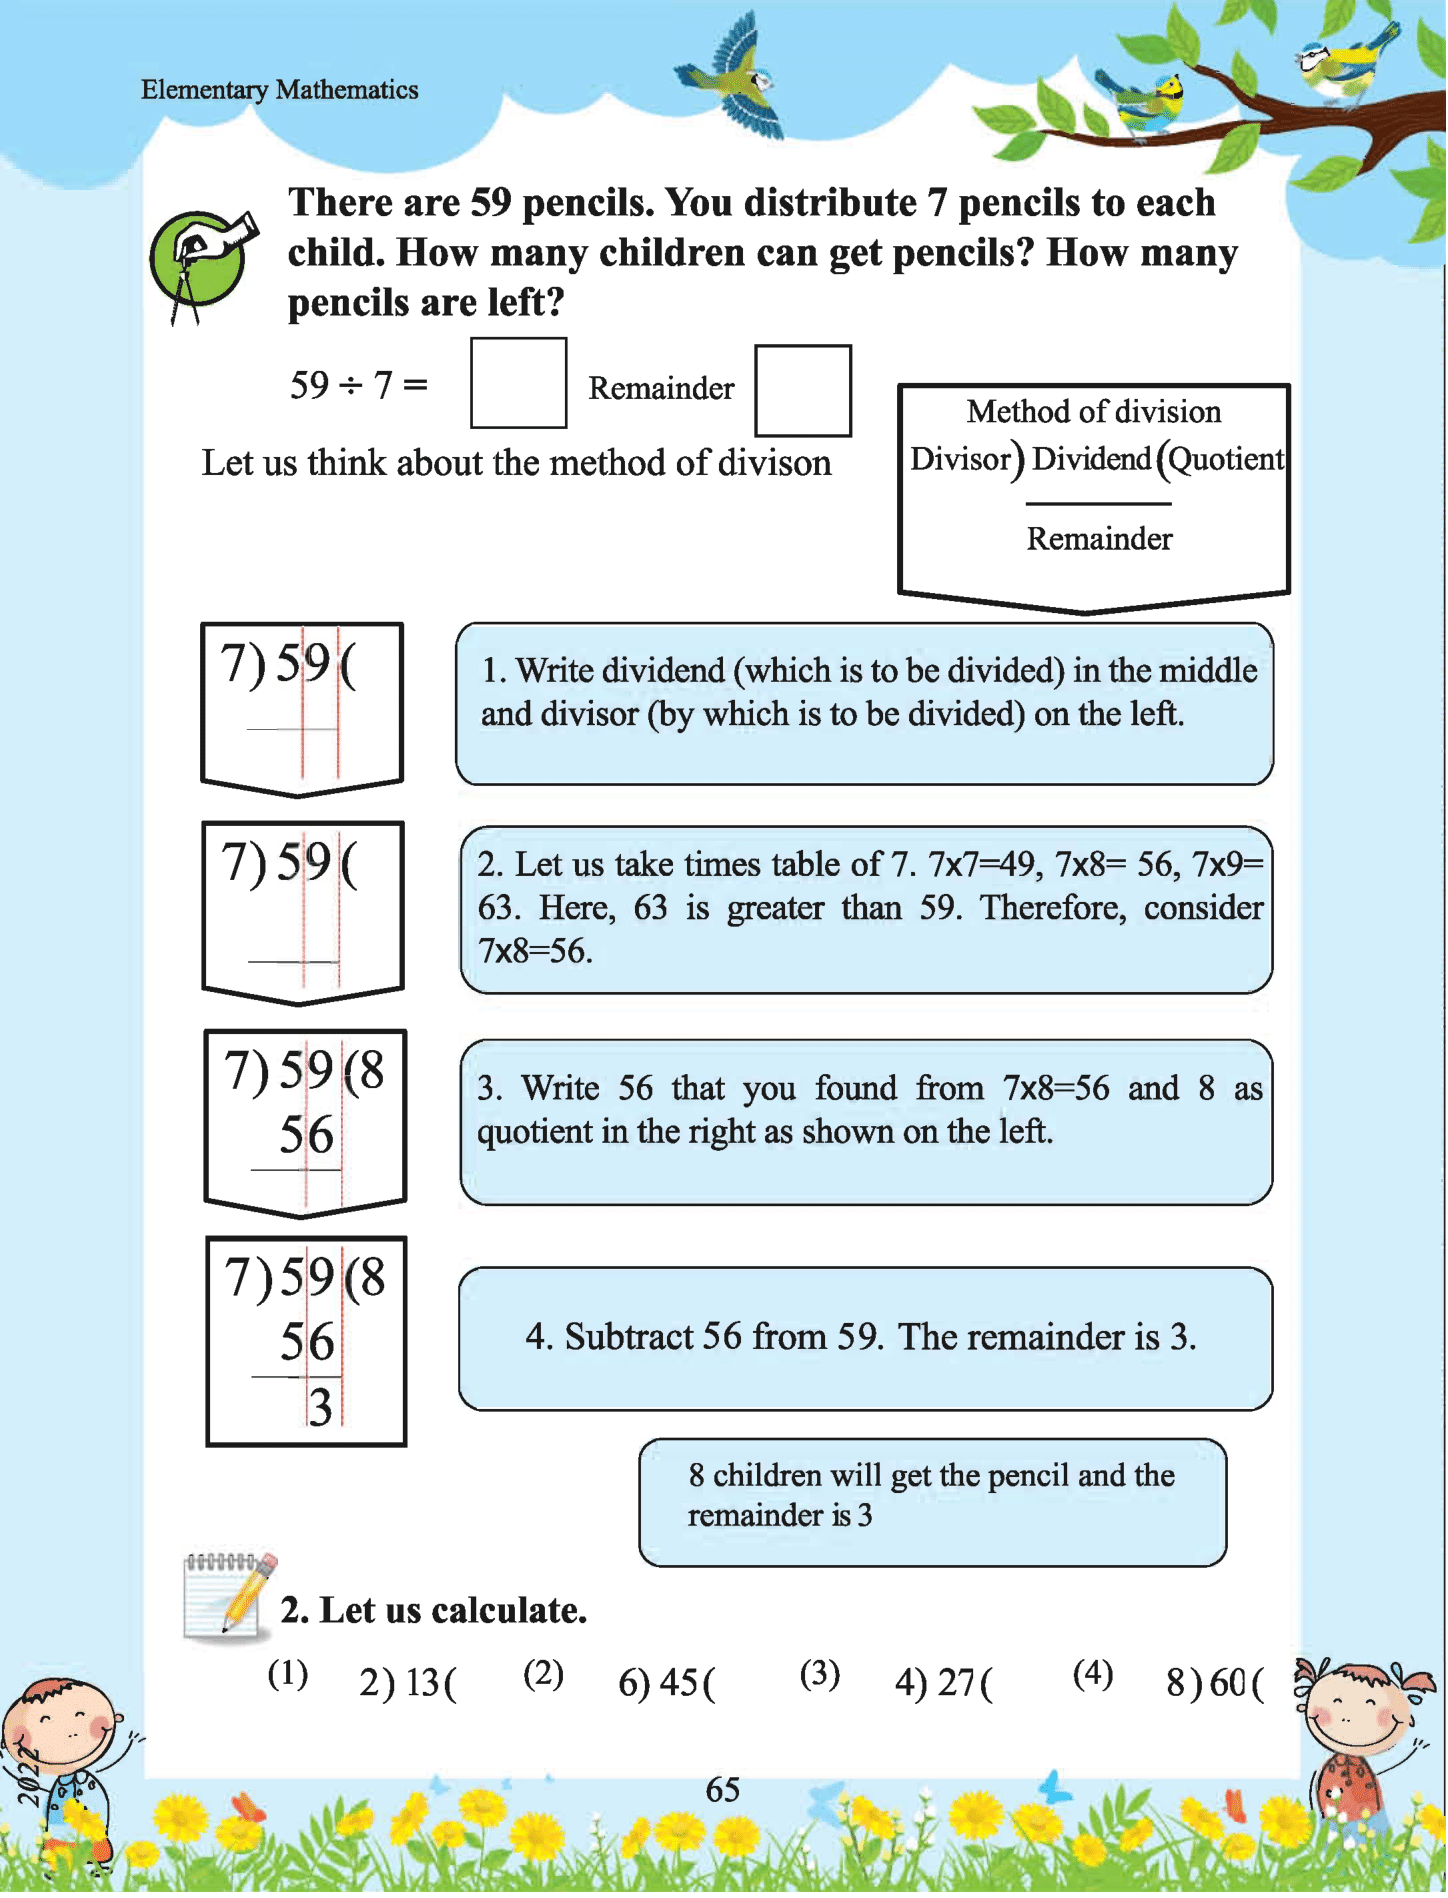 Elementary Mathematics
There are 59 pencils. You distribute 7 pencils to each
child. How many children can get pencils? How many
pencils are left?
59 ÷ 7 =
Remainder
Let us think about the method of divison
Method of division
Divisor) Dividend (Quotient
Remainder
7) 59 (
1. Write dividend (which is to be divided) in the middle
and divisor (by which is to be divided) on the left.
7) 59 (
2. Let us take times table of 7. 7x7=49, 7x8= 56, 7x9=
63. Here, 63 is greater than 59. Therefore, consider
7x8=56.
7) 59 (8
56
3. Write 56 that you found from 7x8=56 and 8 as
quotient in the right as shown on the left.
7) 59 (8
56
3
4. Subtract 56 from 59. The remainder is 3.
8 children will get the pencil and the
remainder is 3
2. Let us calculate.
(1) 2) 13 ( (2) 6) 45 ( (3) 4) 27 ( (4) 8) 60 (
65
2022